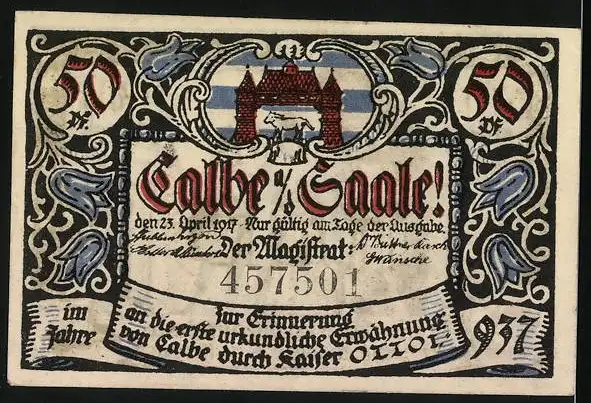 50 Pf.
50 Pf.
Calbe a/d Saale!
den 23. April 1917 - Nur gültig am Tage der Ausgabe.
Der Magistrat:
457501
im Jahre
zur Erinnerung
an die erste urkundliche Erwähnung
von Calbe durch Kaiser OTTO I.
937